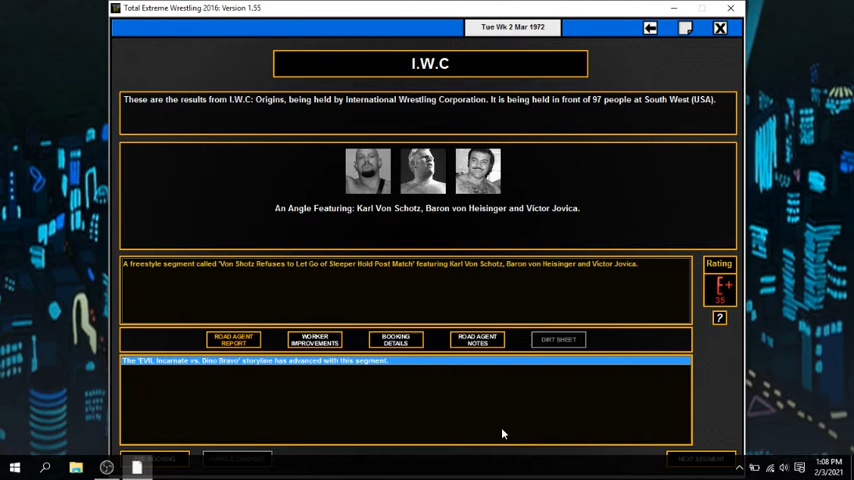 Total Extreme Wrestling 2016: Version 1.55
Tue Wk 2 Mar 1972
I.W.C
These are the results from I.W.C: Origins, being held by International Wrestling Corporation. It is being held in front of 97 people at South West (USA).
An Angle Featuring: Karl Von Schotz, Baron von Heisinger and Victor Jovica.
A freestyle segment called 'Von Shotz Refuses to Let Go of Sleeper Hold Post Match' featuring Karl Von Schotz, Baron von Heisinger and Victor Jovica.
Rating
E+
35
?
ROAD AGENT
REPORT
WORKER
IMPROVEMENTS
BOOKING
DETAILS
ROAD AGENT
NOTES
DIRT SHEET
The 'EVIL Incarnate vs. Dino Bravo' storyline has advanced with this segment.
NEXT SEGMENT
1:08 PM
2/3/2021